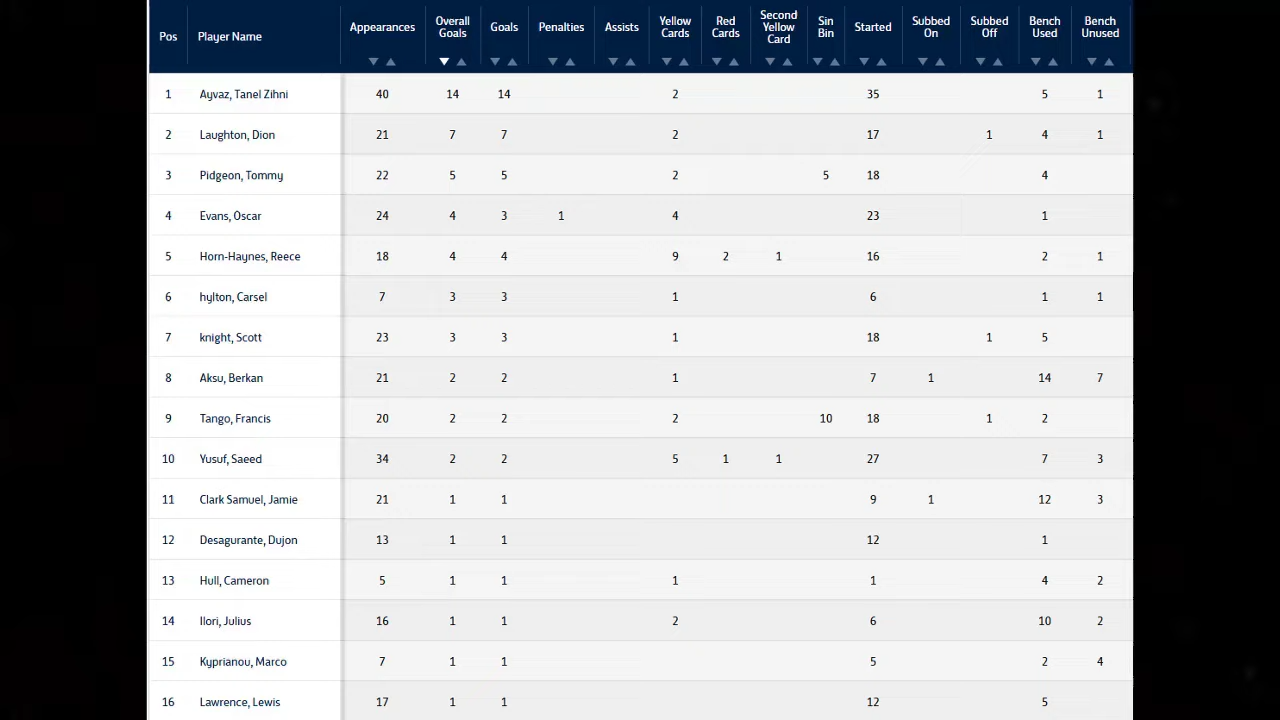 Pos Player Name Appearances Overall Goals Goals Penalties Assists Yellow Cards Red Cards Second Yellow Card Sin Bin Started Subbed On Subbed Off Bench Used Bench Unused
1 Ayvaz, Tanel Zihni 40 14 14 2 35 5 1
2 Laughton, Dion 21 7 7 2 17 1 4 1
3 Pidgeon, Tommy 22 5 5 2 5 18 4
4 Evans, Oscar 24 4 3 1 4 23 1
5 Horn-Haynes, Reece 18 4 4 9 2 1 16 2 1
6 hylton, Carsel 7 3 3 1 6 1 1
7 knight, Scott 23 3 3 1 18 1 5
8 Aksu, Berkan 21 2 2 1 7 1 14 7
9 Tango, Francis 20 2 2 2 10 18 1 2
10 Yusuf, Saeed 34 2 2 5 1 1 27 7 3
11 Clark Samuel, Jamie 21 1 1 9 1 12 3
12 Desagurante, Dujon 13 1 1 12 1
13 Hull, Cameron 5 1 1 1 1 4 2
14 Ilori, Julius 16 1 1 2 6 10 2
15 Kyprianou, Marco 7 1 1 5 2 4
16 Lawrence, Lewis 17 1 1 12 5